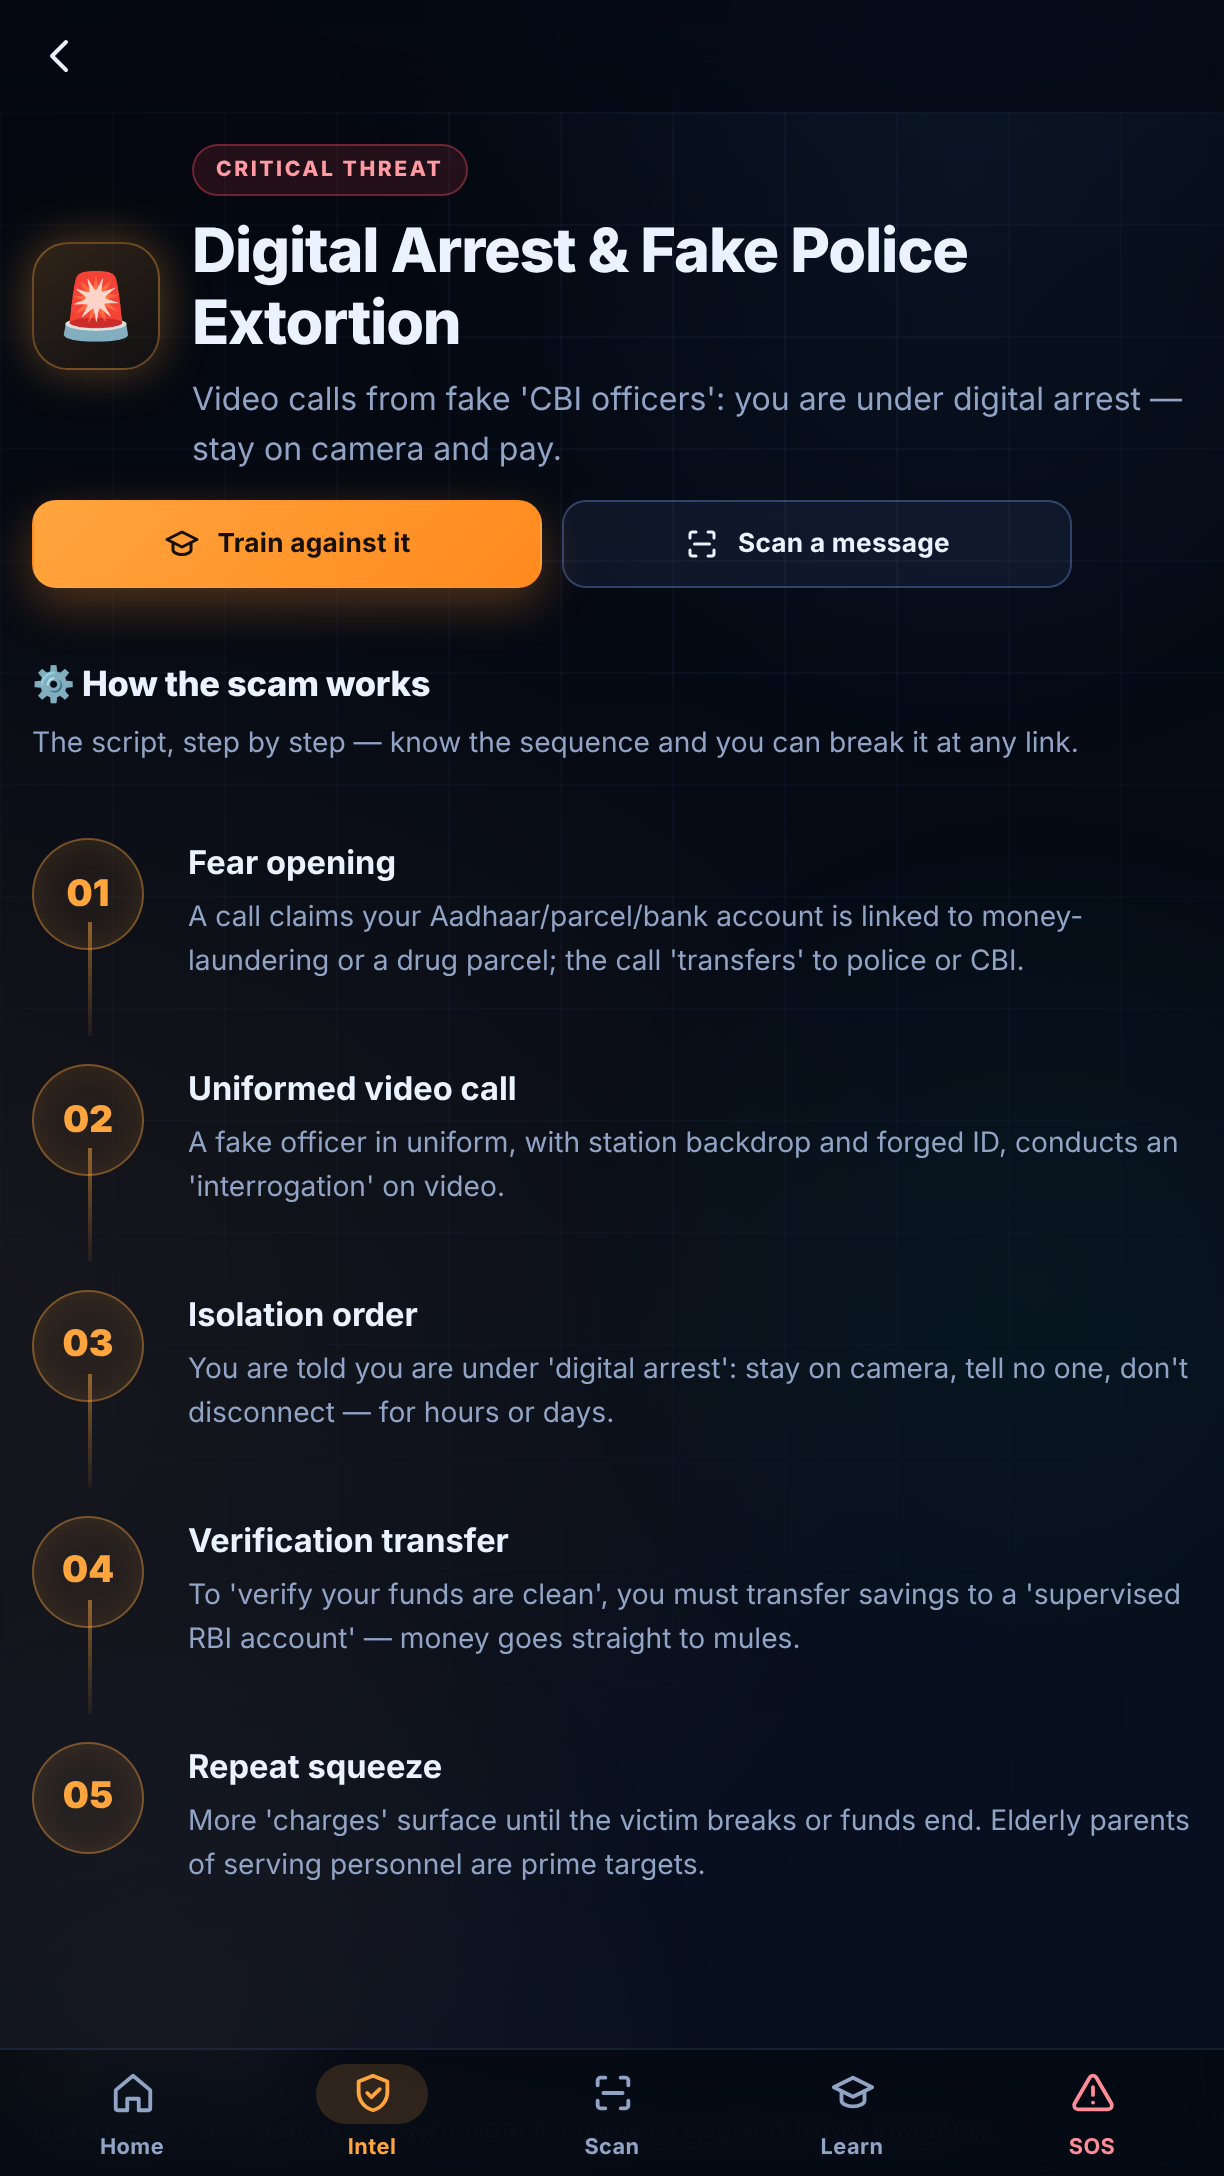 CRITICAL THREAT
Digital Arrest & Fake Police
Extortion
Video calls from fake 'CBI officers': you are under digital arrest —
stay on camera and pay.
Train against it
Scan a message
How the scam works
The script, step by step — know the sequence and you can break it at any link.
01
Fear opening
A call claims your Aadhaar/parcel/bank account is linked to money-
laundering or a drug parcel; the call 'transfers' to police or CBI.
02
Uniformed video call
A fake officer in uniform, with station backdrop and forged ID, conducts an
'interrogation' on video.
03
Isolation order
You are told you are under 'digital arrest': stay on camera, tell no one, don't
disconnect — for hours or days.
04
Verification transfer
To 'verify your funds are clean', you must transfer savings to a 'supervised
RBI account' — money goes straight to mules.
05
Repeat squeeze
More 'charges' surface until the victim breaks or funds end. Elderly parents
of serving personnel are prime targets.
Home
Intel
Scan
Learn
SOS